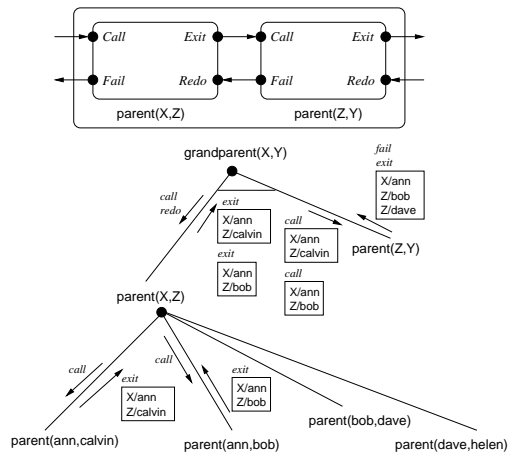 Call Exit Call Exit
Fail Redo Fail Redo
parent(X,Z) parent(Z,Y)
grandparent(X,Y)
fail
exit
X/ann
Z/bob
Z/dave
call
redo
exit
X/ann
Z/calvin
call
X/ann
Z/calvin
parent(Z,Y)
exit
X/ann
Z/bob
call
X/ann
Z/bob
parent(X,Z)
call
exit
X/ann
Z/calvin
call
exit
X/ann
Z/bob
parent(ann,calvin)
parent(ann,bob)
parent(bob,dave)
parent(dave,helen)